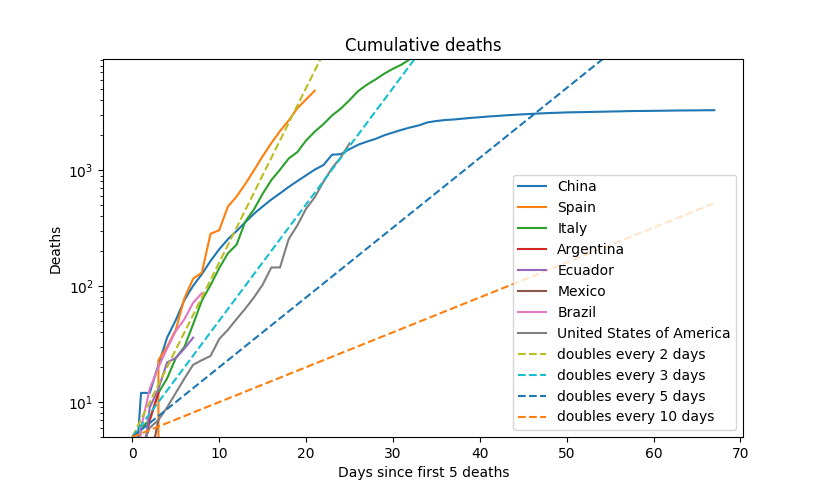 Cumulative deaths
Deaths
10³
10²
10¹
0 10 20 30 40 50 60 70
Days since first 5 deaths
China
Spain
Italy
Argentina
Ecuador
Mexico
Brazil
United States of America
doubles every 2 days
doubles every 3 days
doubles every 5 days
doubles every 10 days